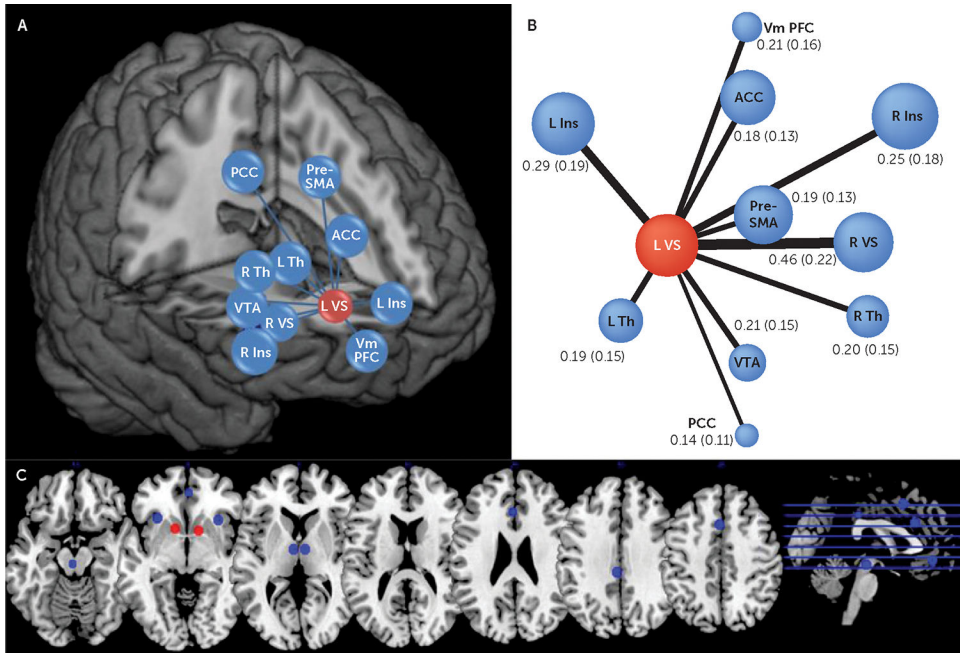 A
PCC
Pre-
SMA
ACC
L Th
R Th
VTA
R VS
L VS
L Ins
R Ins
Vm
PFC
B
Vm PFC
0.21 (0.16)
ACC
0.18 (0.13)
L Ins
0.29 (0.19)
R Ins
0.25 (0.18)
0.19 (0.13)
Pre-
SMA
L VS
R VS
0.46 (0.22)
L Th
0.19 (0.15)
0.21 (0.15)
VTA
R Th
0.20 (0.15)
PCC
0.14 (0.11)
C